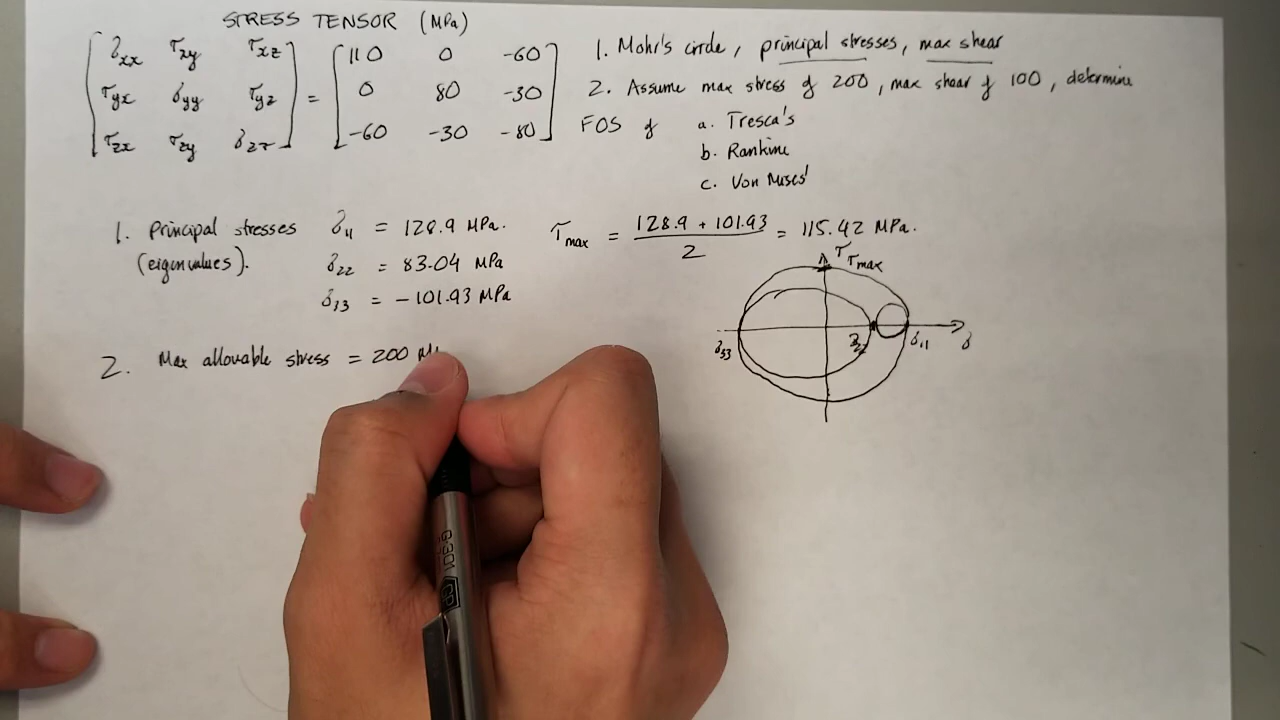 STRESS TENSOR (MPa)
[σxx τxy τxz] = [110 0 -60]
[τyx σyy τyz] = [0 80 -30]
[τzx τzy σzz] = [-60 -30 -80]
1. Mohr's circle, principal stresses, max shear
2. Assume max stress of 200, max shear of 100, determine
FOS of a. Tresca's
b. Rankine
c. Von Mises'
1. Principal stresses σ11 = 128.9 MPa.
(eigenvalues). σ22 = 83.04 MPa
σ33 = -101.93 MPa
τmax = (128.9 + 101.93)/2 = 115.42 MPa.
τ
τmax
σ33 σ22 σ11 σ
2. Max allowable stress = 200
G-301